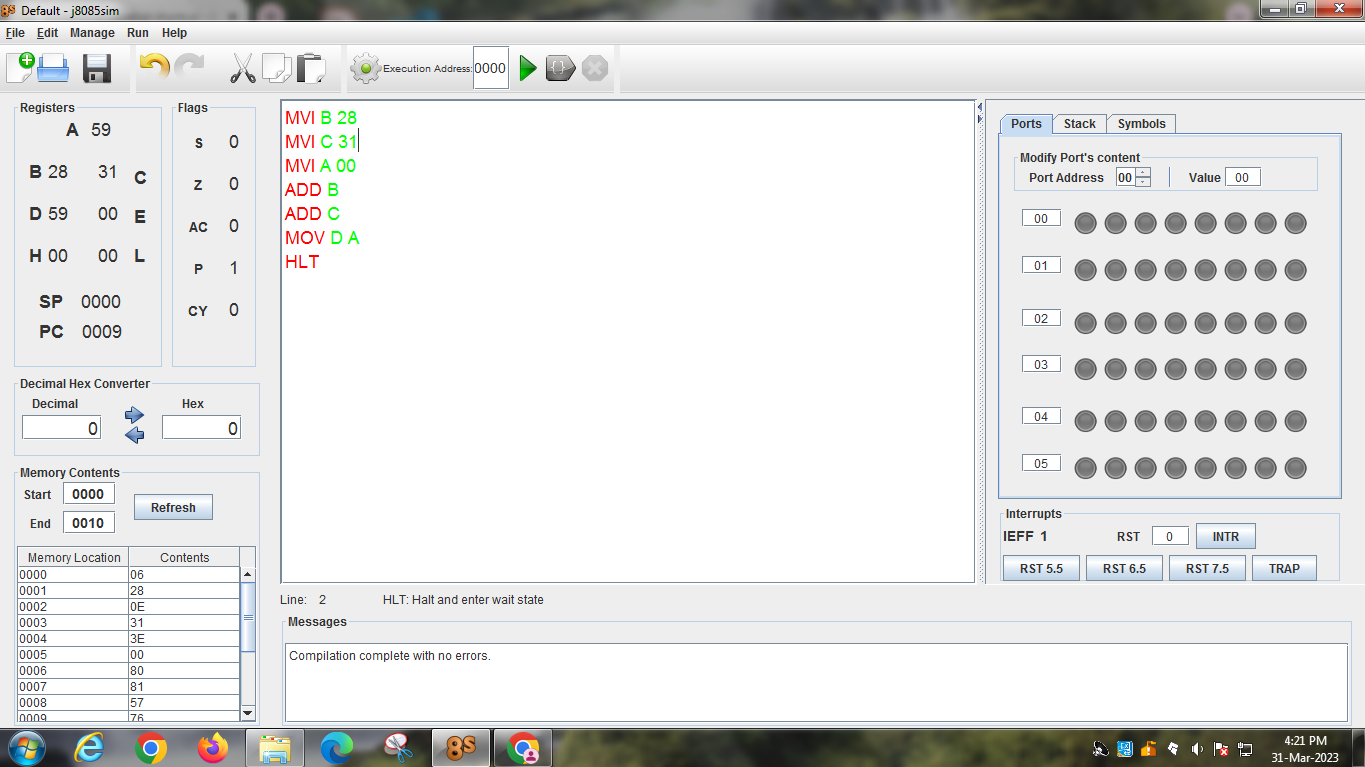 Default - j8085sim
File Edit Manage Run Help
Execution Address: 0000
Registers
A 59
B 28 31 C
D 59 00 E
H 00 00 L
SP 0000
PC 0009
Flags
S 0
Z 0
AC 0
P 1
CY 0
Decimal Hex Converter
Decimal Hex
0 0
Memory Contents
Start 0000
End 0010
Refresh
Memory Location Contents
0000 06
0001 28
0002 0E
0003 31
0004 3E
0005 00
0006 80
0007 81
0008 57
0009 76
MVI B 28
MVI C 31
MVI A 00
ADD B
ADD C
MOV D A
HLT
Line: 2 HLT: Halt and enter wait state
Messages
Compilation complete with no errors.
Ports Stack Symbols
Modify Port's content
Port Address 00 Value 00
00
01
02
03
04
05
Interrupts
IEFF 1 RST 0 INTR
RST 5.5 RST 6.5 RST 7.5 TRAP
4:21 PM
31-Mar-2023